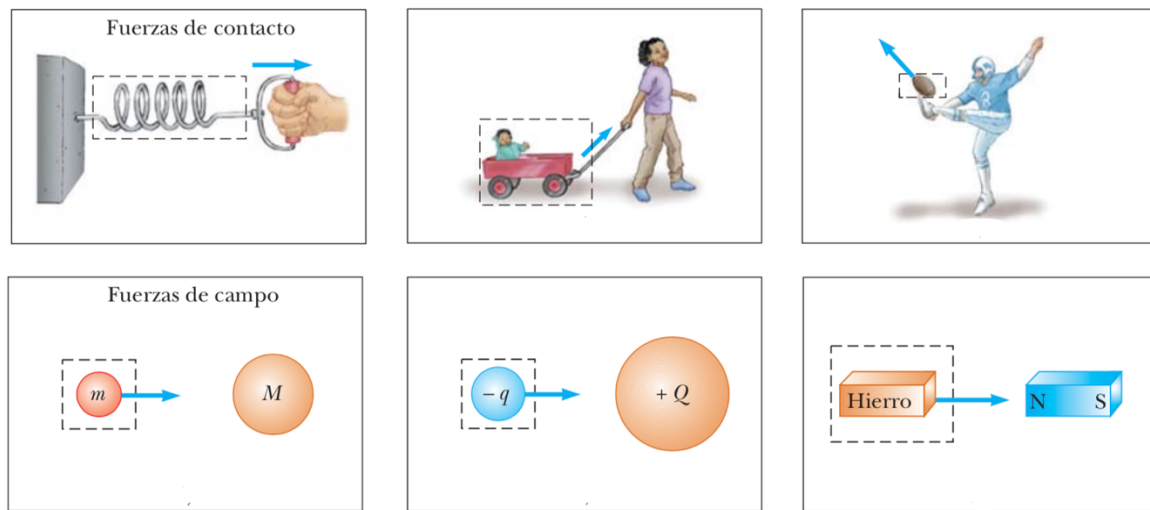 Fuerzas de contacto
Fuerzas de campo
m
M
– q
+ Q
Hierro
N
S